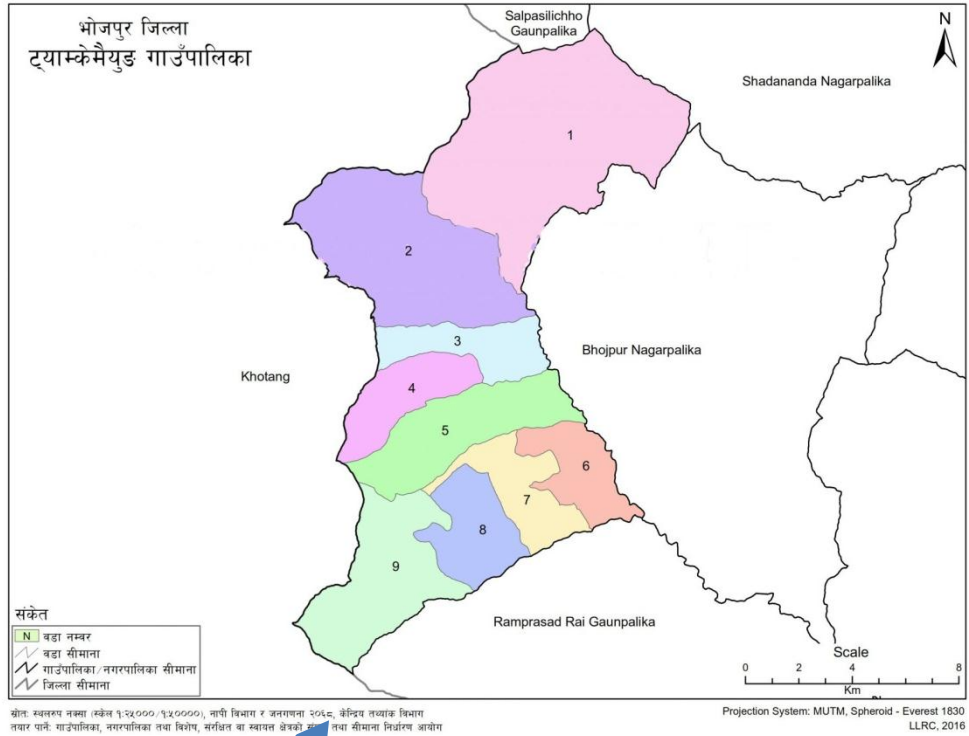 भोजपुर जिल्ला
ट्याम्केमैयुङ गाउँपालिका
Salpasilichho
Gaunpalika
N
Shadananda Nagarpalika
1
2
3
Bhojpur Nagarpalika
Khotang
4
5
6
7
8
9
Ramprasad Rai Gaunpalika
संकेत
N वडा नम्बर
वडा सीमाना
गाउँपालिका/नगरपालिका सीमाना
जिल्ला सीमाना
Scale
0 2 4 8
Km
स्रोतः स्थलरुप नक्सा (स्केल १:२५०००/१:५००००), नापी विभाग र जनगणना २०६८, केन्द्रिय तथ्यांक विभाग
तयार पार्नेः गाउँपालिका, नगरपालिका तथा विशेष, संरक्षित वा स्वायत्त क्षेत्रको तथा सीमाना निर्धारण आयोग
Projection System: MUTM, Spheroid - Everest 1830
LLRC, 2016